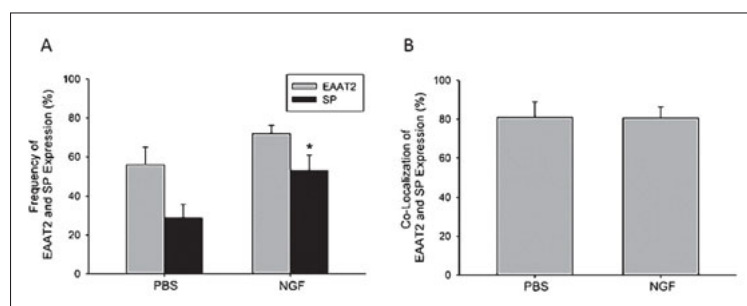 A
Frequency of
EAAT2 and SP Expression (%)
100
80
60
40
20
0
EAAT2
SP
*
PBS
NGF
B
Co-Localization of
EAAT2 and SP Expression (%)
100
80
60
40
20
0
PBS
NGF